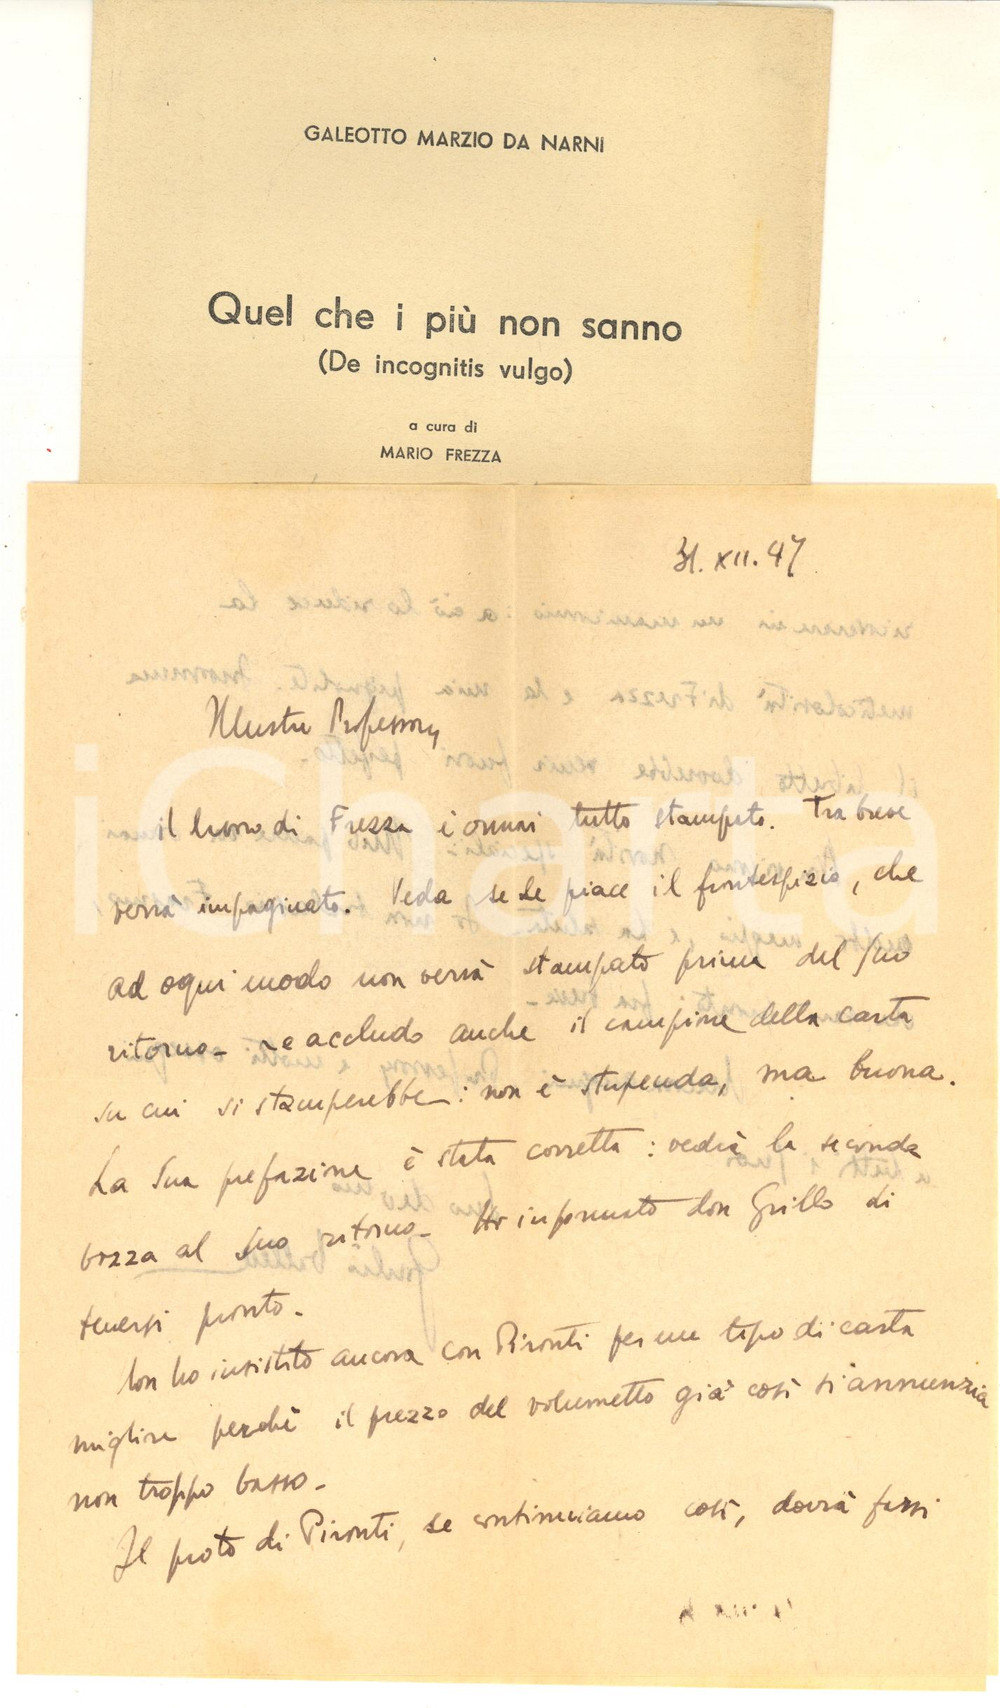 GALEOTTO MARZIO DA NARNI
Quel che i più non sanno
(De incognitis vulgo)
a cura di
MARIO FREZZA
31. XII. 47
Illustre Professore,
il lavoro di Frezza è ormai tutto stampato. Tra breve
verrà impaginato. Veda se Le piace il frontespizio, che
ad ogni modo non verrà stampato prima del Suo
ritorno - Le accludo anche il campione della carta
su cui si stamperebbe: non è stupenda, ma buona.
La Sua prefazione è stata corretta: vedrà la seconda
bozza al Suo ritorno - Ho informato don Grillo di
tenersi pronto -
Non ho insistito ancora con Pironti per un tipo di carta
migliore perché il prezzo del volumetto già così si annunzia
non troppo basso -
Il proto di Pironti, se continuiamo così, dovrà farsi
iCharta